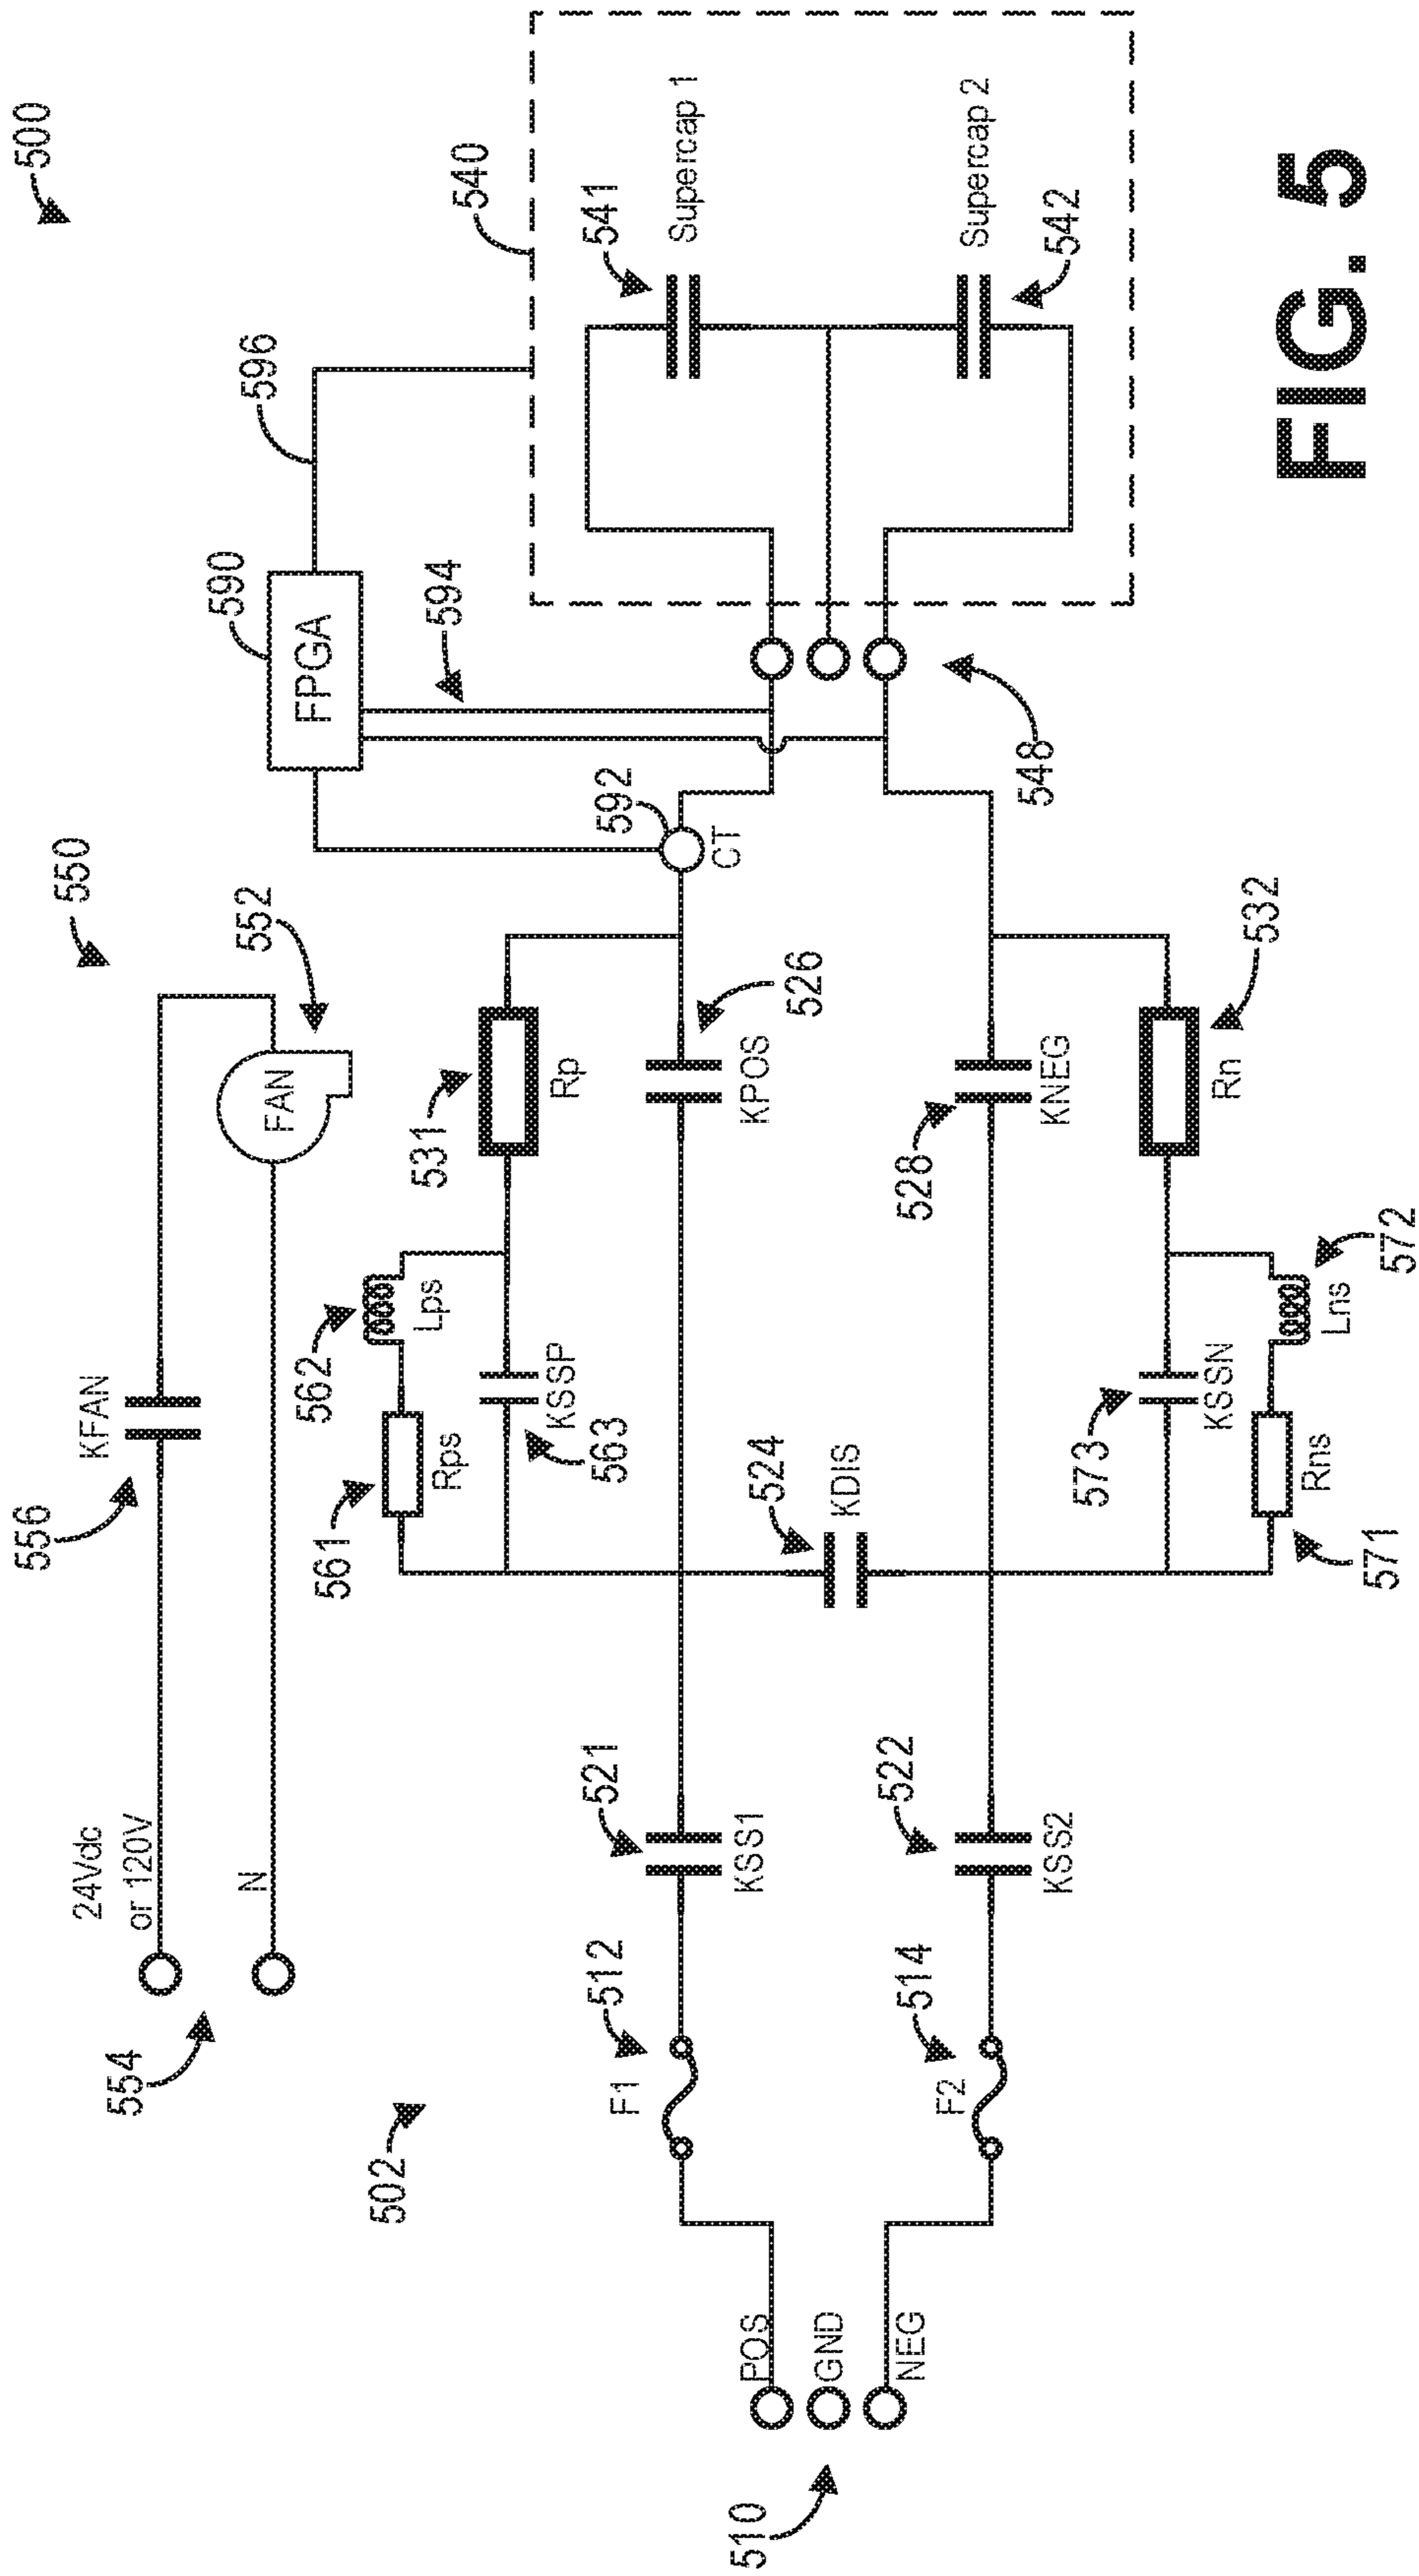 500
550
556
KFAN
24Vdc
or 120V
N
554
FAN
552
502
590
FPGA
596
594
592
CT
540
541
Supercap 1
Supercap 2
542
548
562
Lps
561
Rps
KSSP
563
531
Rp
KPOS
526
524
KDIS
521
KSS1
512
F1
522
KSS2
514
F2
POS
GND
NEG
510
528
KNEG
532
Rn
573
KSSN
572
Lns
Rns
571
FIG. 5